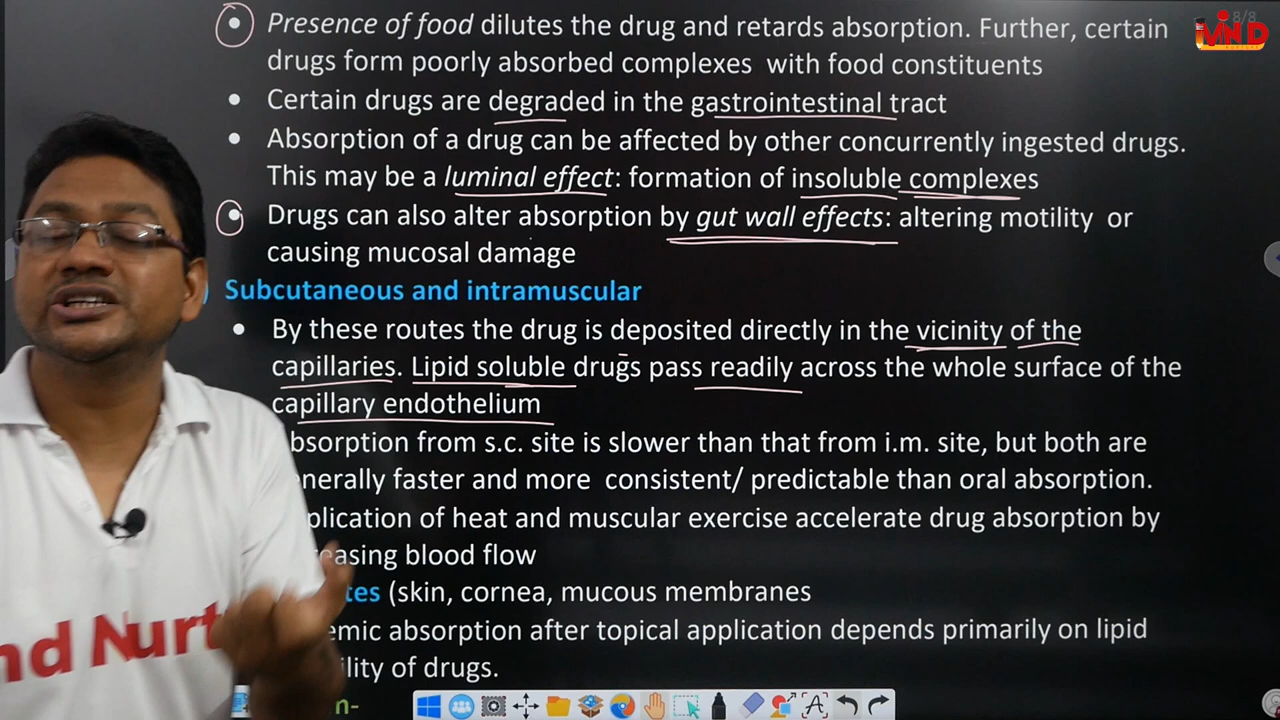 Presence of food dilutes the drug and retards absorption. Further, certain
drugs form poorly absorbed complexes with food constituents
Certain drugs are degraded in the gastrointestinal tract
Absorption of a drug can be affected by other concurrently ingested drugs.
This may be a luminal effect: formation of insoluble complexes
Drugs can also alter absorption by gut wall effects: altering motility or
causing mucosal damage
) Subcutaneous and intramuscular
By these routes the drug is deposited directly in the vicinity of the
capillaries. Lipid soluble drugs pass readily across the whole surface of the
capillary endothelium
bsorption from s.c. site is slower than that from i.m. site, but both are
enerally faster and more consistent/ predictable than oral absorption.
plication of heat and muscular exercise accelerate drug absorption by
easing blood flow
tes (skin, cornea, mucous membranes
emic absorption after topical application depends primarily on lipid
ility of drugs.
n-
8/8
MIND
nd Nurt